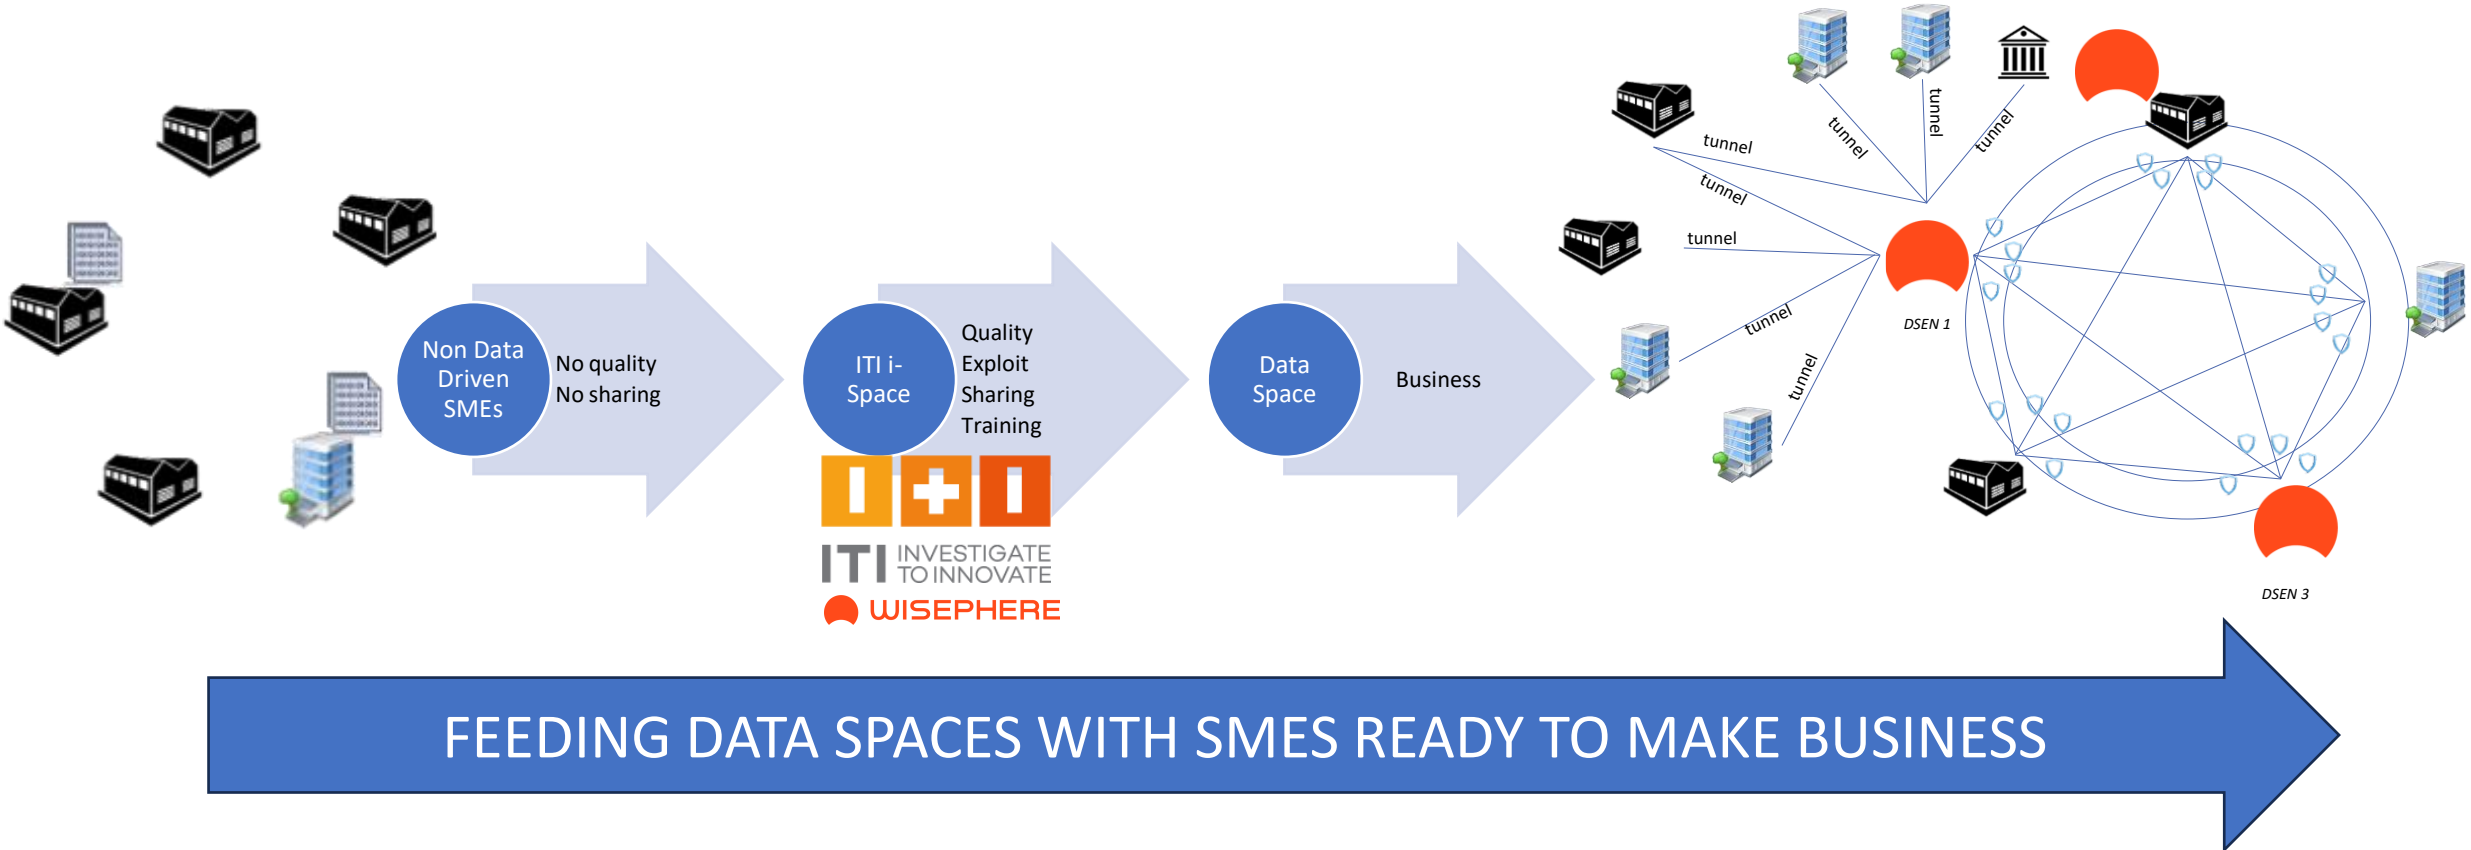 Non Data
Driven
SMEs
No quality
No sharing
ITI i-
Space
Quality
Exploit
Sharing
Training
ITI INVESTIGATE
TO INNOVATE
WISEPHERE
Data
Space
Business
tunnel
tunnel
tunnel
tunnel
tunnel
tunnel
tunnel
tunnel
DSEN 1
DSEN 3
FEEDING DATA SPACES WITH SMES READY TO MAKE BUSINESS